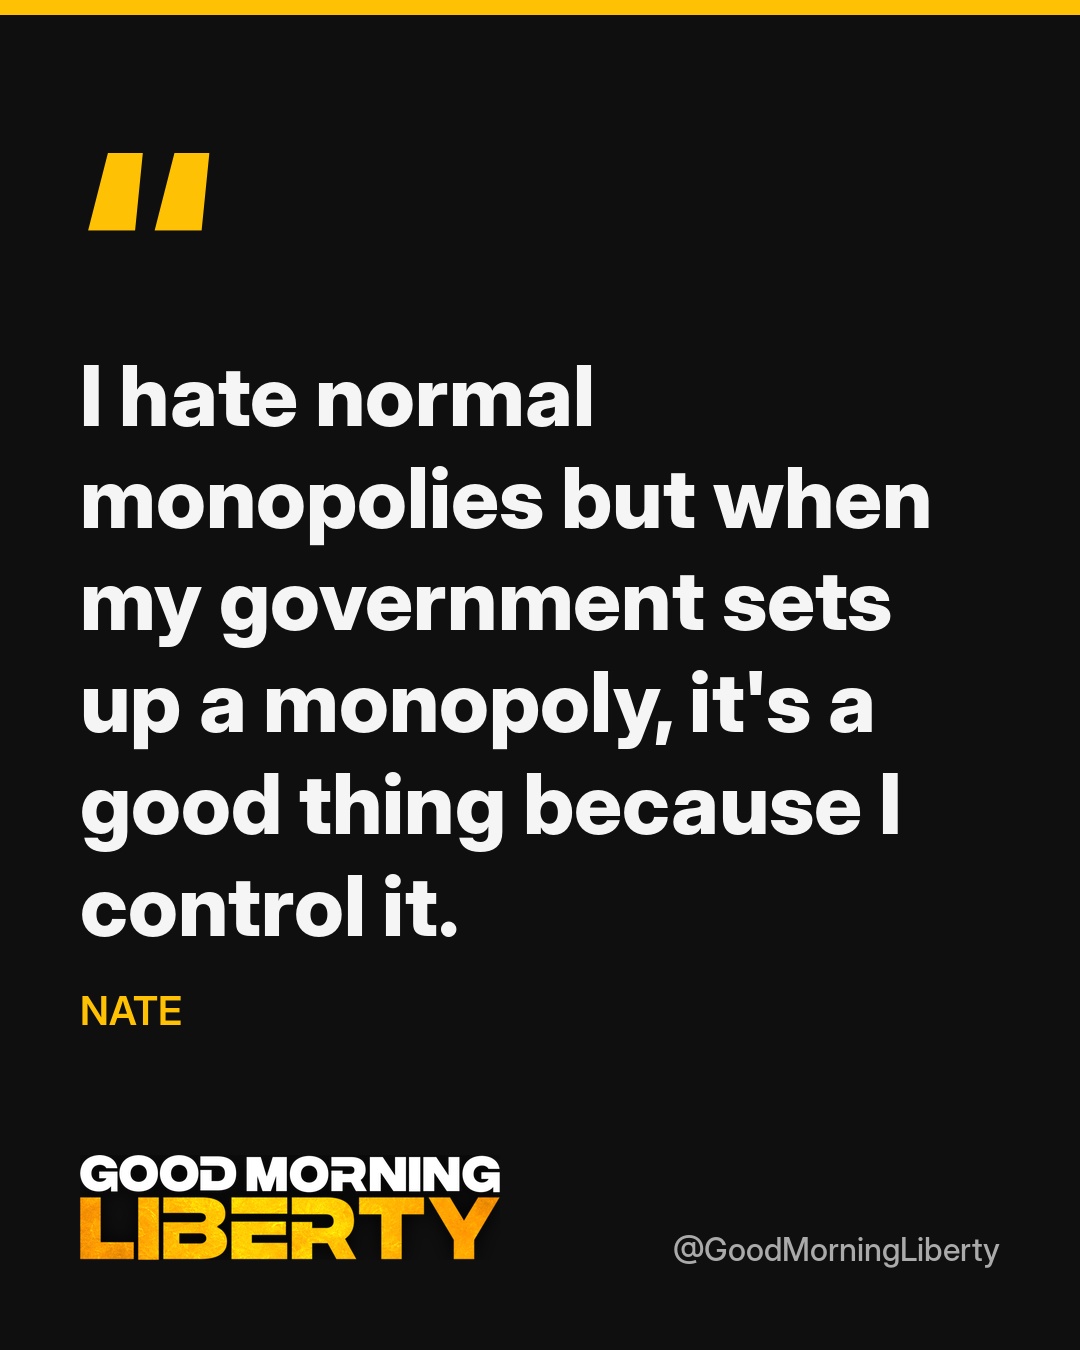 "
I hate normal
monopolies but when
my government sets
up a monopoly, it's a
good thing because I
control it.
NATE
GOOD MORNING
LIBERTY
@GoodMorningLiberty